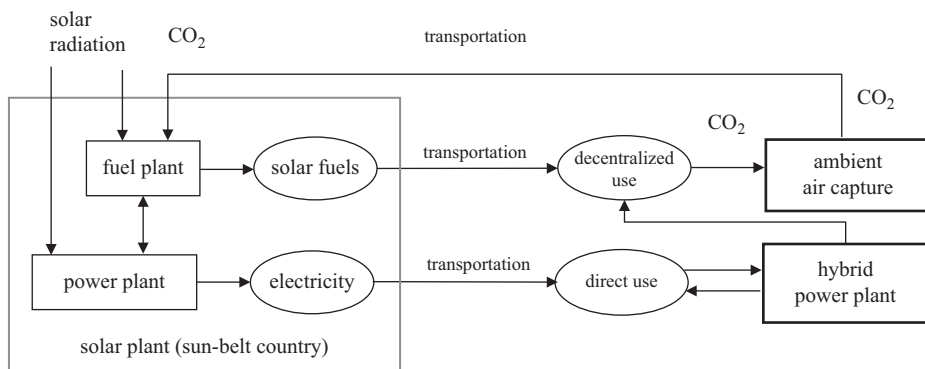 solar
radiation
CO₂
transportation
CO₂
CO₂
fuel plant
solar fuels
transportation
decentralized
use
ambient
air capture
power plant
electricity
transportation
direct use
hybrid
power plant
solar plant (sun-belt country)